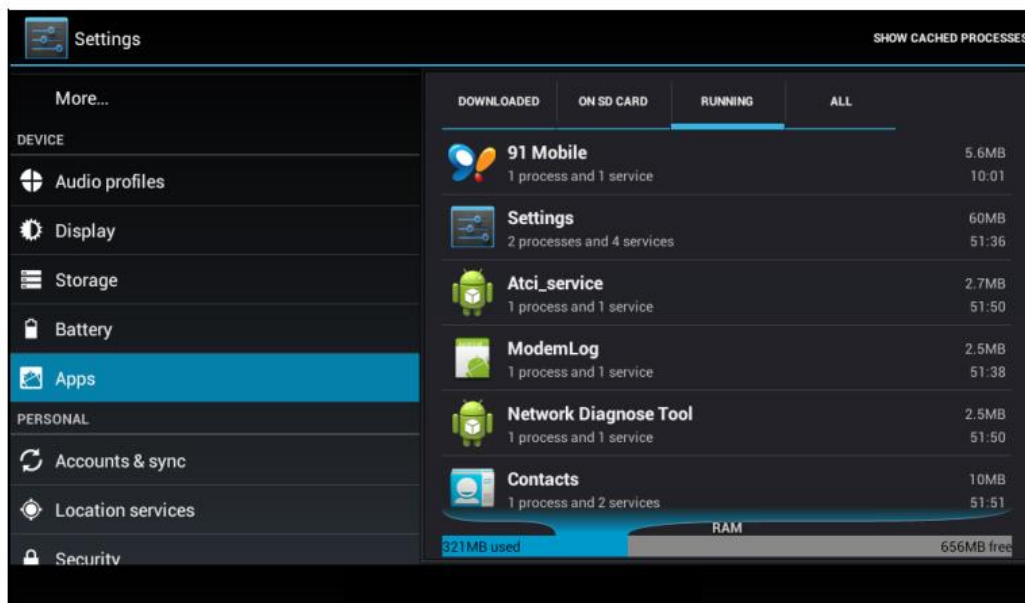 Settings
SHOW CACHED PROCESSES
More...
DEVICE
Audio profiles
Display
Storage
Battery
Apps
PERSONAL
Accounts & sync
Location services
Security
DOWNLOADED
ON SD CARD
RUNNING
ALL
91 Mobile
5.6MB
1 process and 1 service
10:01
Settings
60MB
2 processes and 4 services
51:36
Atci_service
2.7MB
1 process and 1 service
51:50
ModemLog
2.5MB
1 process and 1 service
51:38
Network Diagnose Tool
2.5MB
1 process and 1 service
51:50
Contacts
10MB
1 process and 2 services
51:51
RAM
321MB used
656MB free